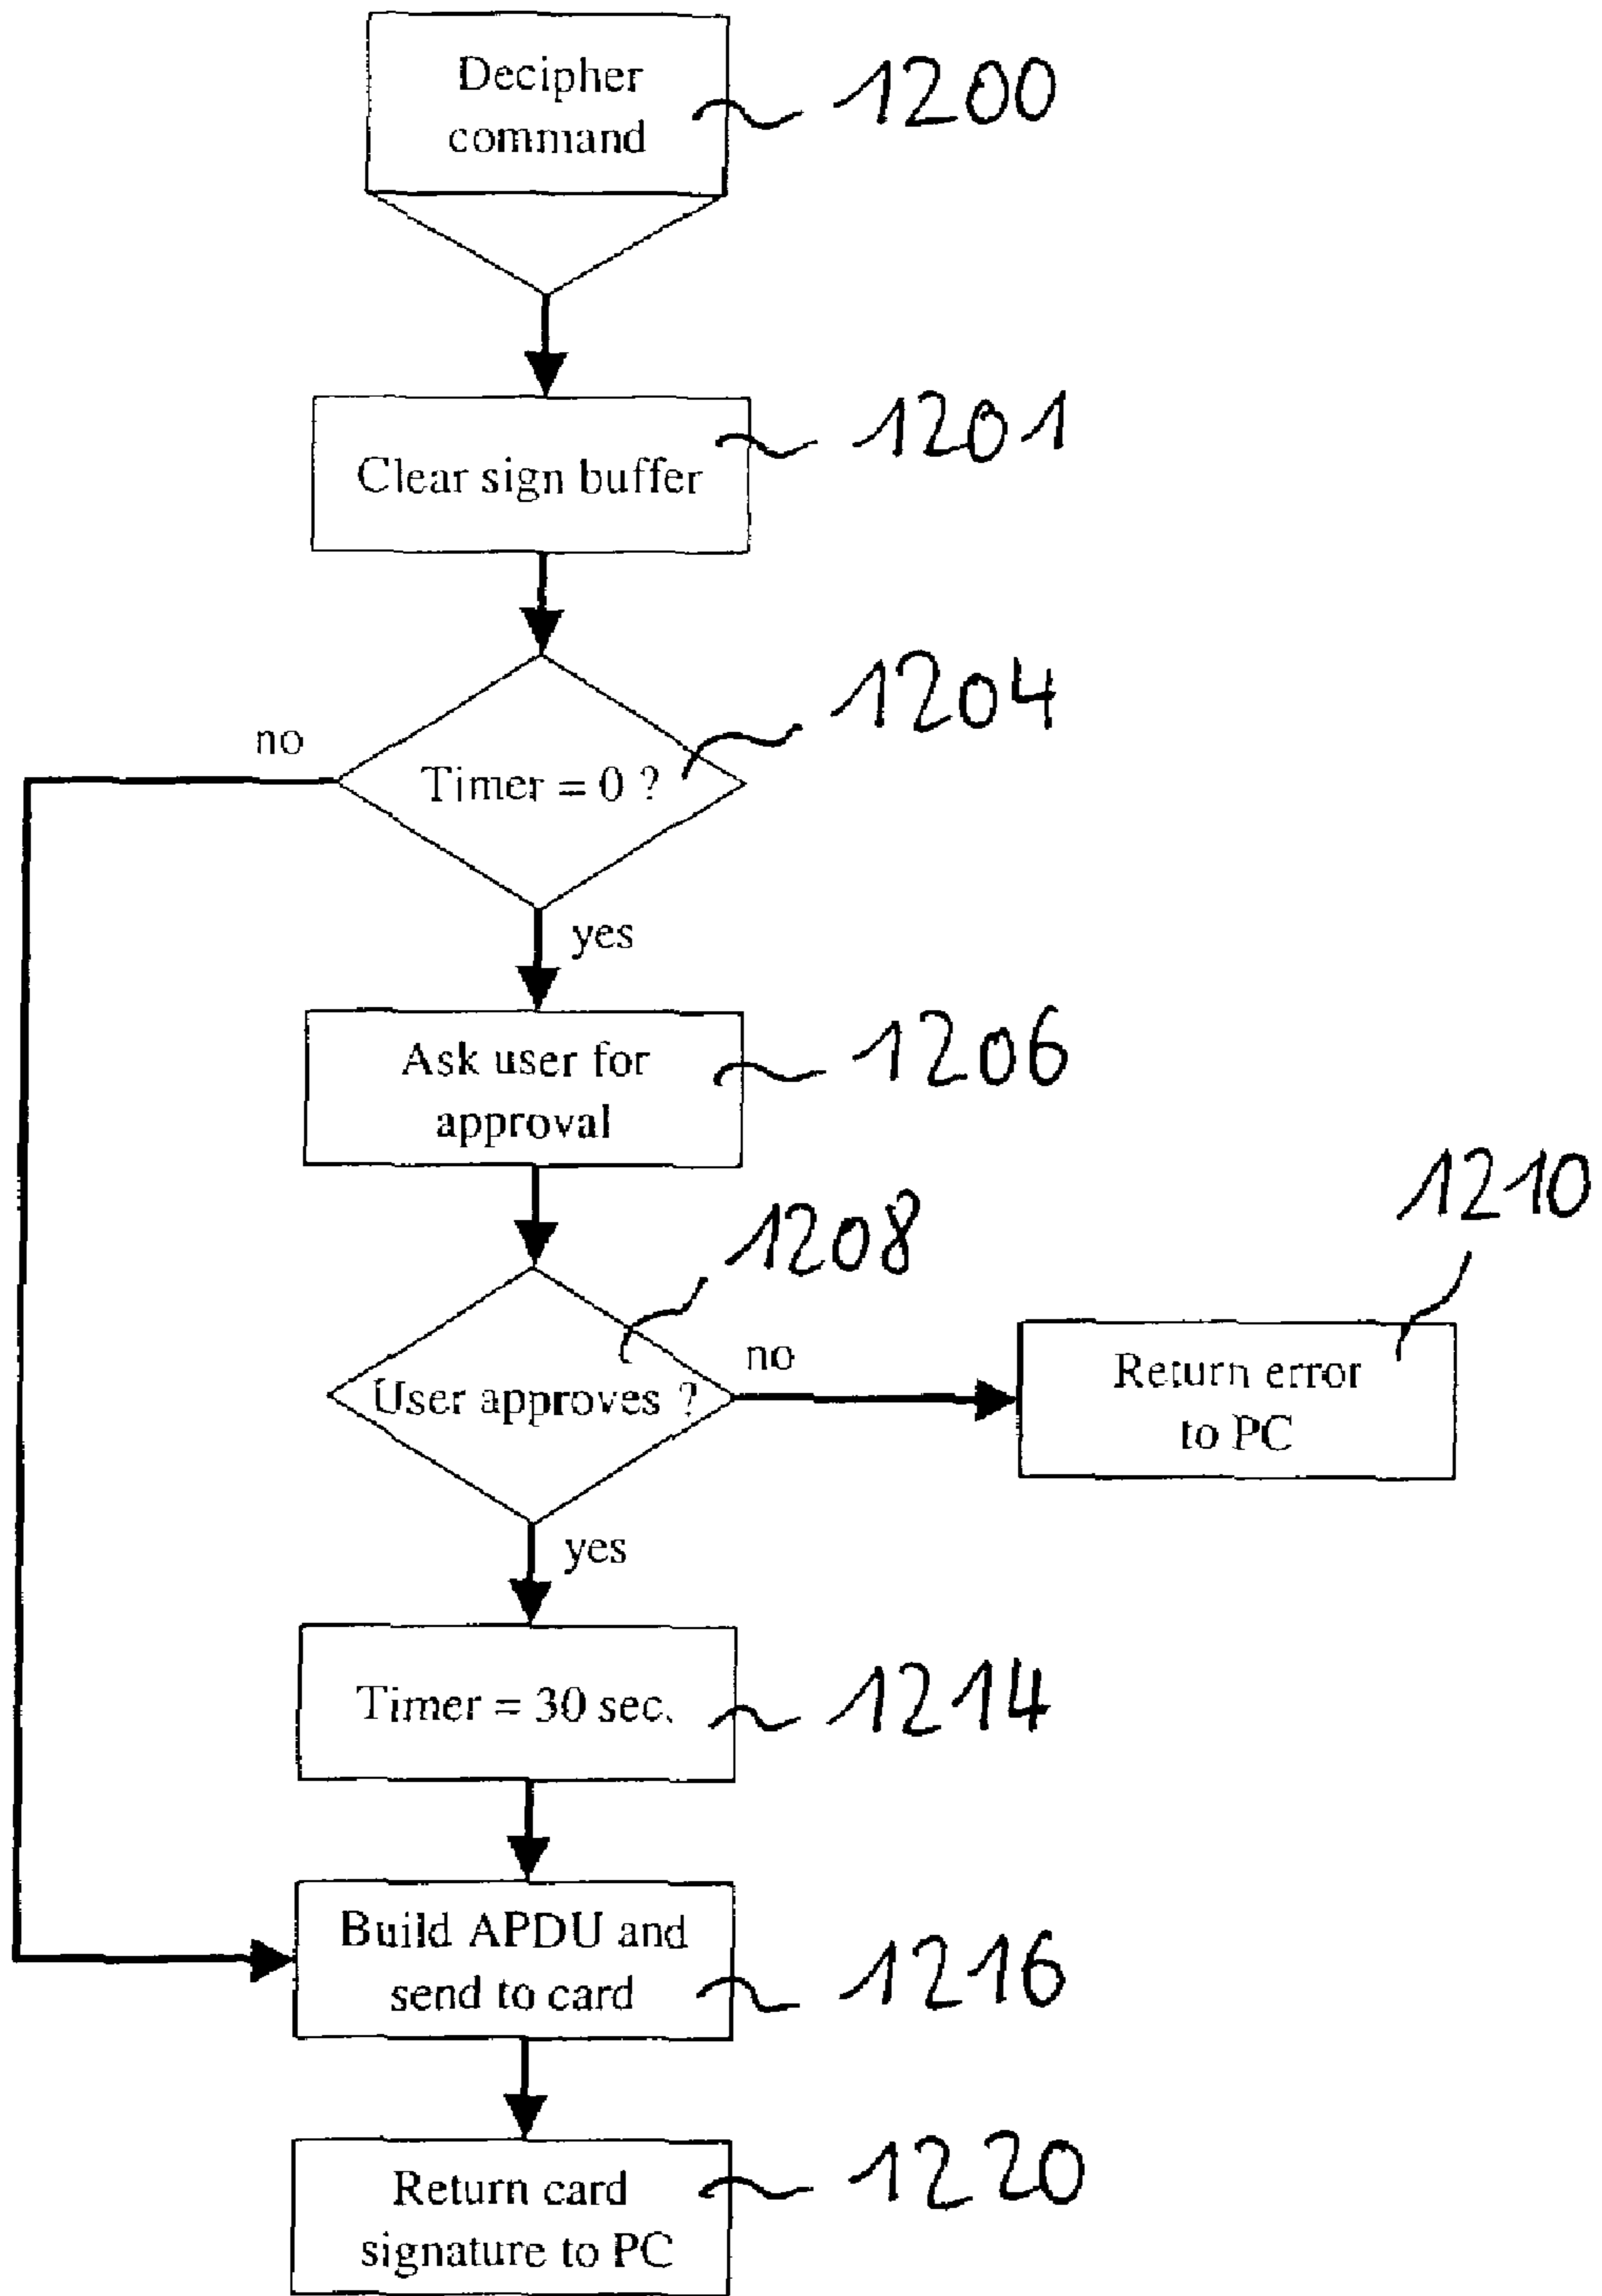 Decipher
command
1200
Clear sign buffer
1201
Timer = 0 ?
1204
no
yes
Ask user for
approval
1206
User approves ?
1208
no
Return error
to PC
1210
yes
Timer = 30 sec.
1214
Build APDU and
send to card
1216
Return card
signature to PC
1220